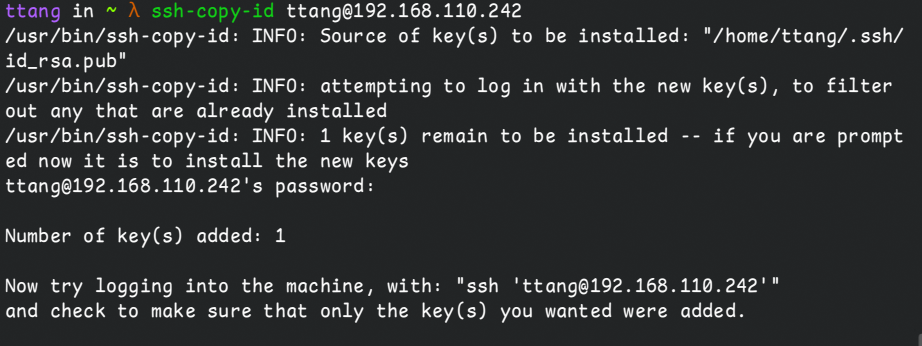 ttang in ~ λ ssh-copy-id ttang@192.168.110.242
/usr/bin/ssh-copy-id: INFO: Source of key(s) to be installed: "/home/ttang/.ssh/
id_rsa.pub"
/usr/bin/ssh-copy-id: INFO: attempting to log in with the new key(s), to filter
out any that are already installed
/usr/bin/ssh-copy-id: INFO: 1 key(s) remain to be installed -- if you are prompt
ed now it is to install the new keys
ttang@192.168.110.242's password:
Number of key(s) added: 1
Now try logging into the machine, with: "ssh 'ttang@192.168.110.242'"
and check to make sure that only the key(s) you wanted were added.